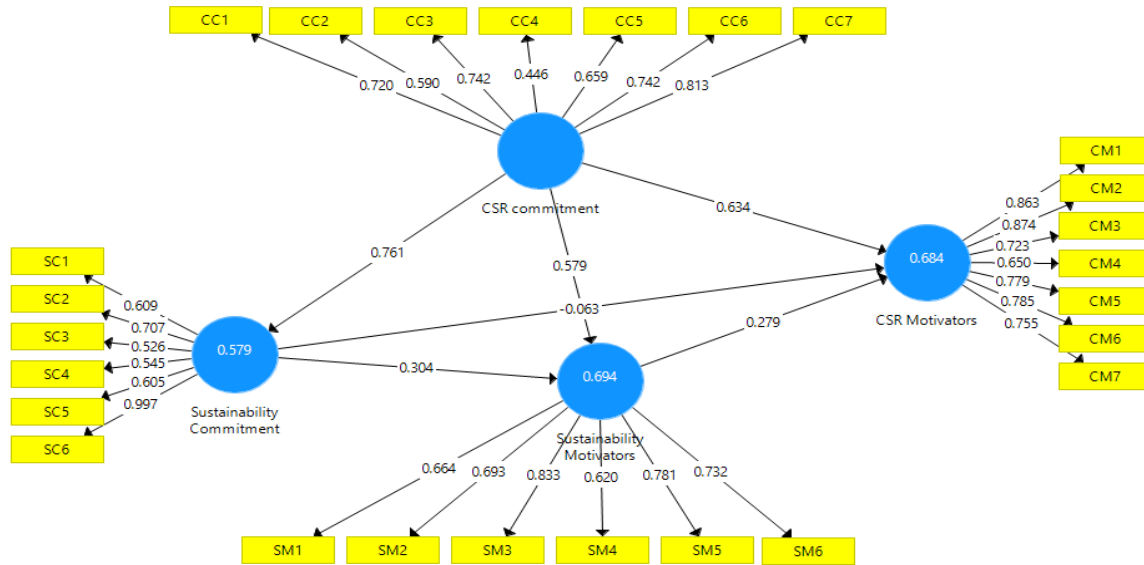 CC1 CC2 CC3 CC4 CC5 CC6 CC7
0.720 0.590 0.742 0.446 0.659 0.742 0.813
CSR commitment
0.761
0.579
0.634
CM1
CM2
CM3
CM4
CM5
CM6
CM7
0.863
0.874
0.723
0.650
0.779
0.785
0.755
0.684
CSR Motivators
SC1
SC2
SC3
SC4
SC5
SC6
0.609
0.707
0.526
0.545
0.605
0.997
0.579
Sustainability
Commitment
-0.063
0.304
0.279
0.694
Sustainability
Motivators
0.664 0.693 0.833 0.620 0.781 0.732
SM1 SM2 SM3 SM4 SM5 SM6